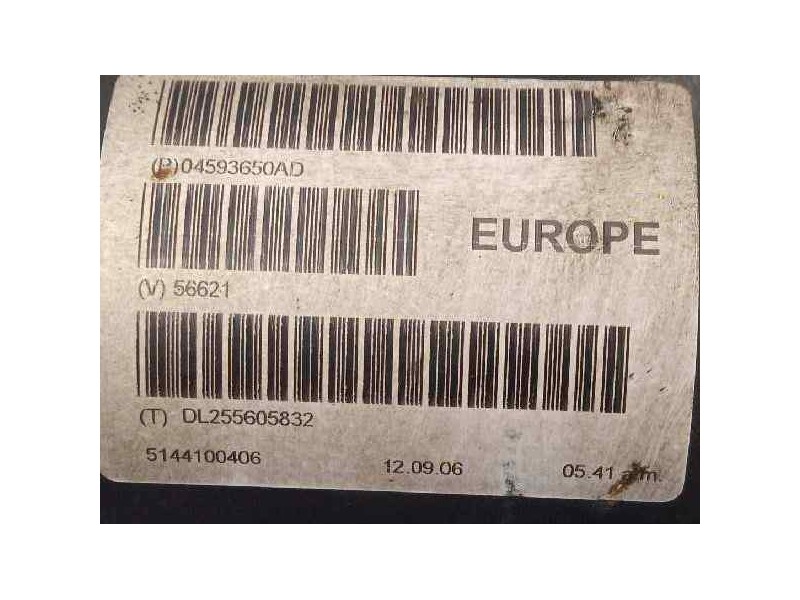 (P)04593650AD
EUROPE
(V) 56621
(T) DL255605832
5144100406 12.09.06 05.41 a.m.